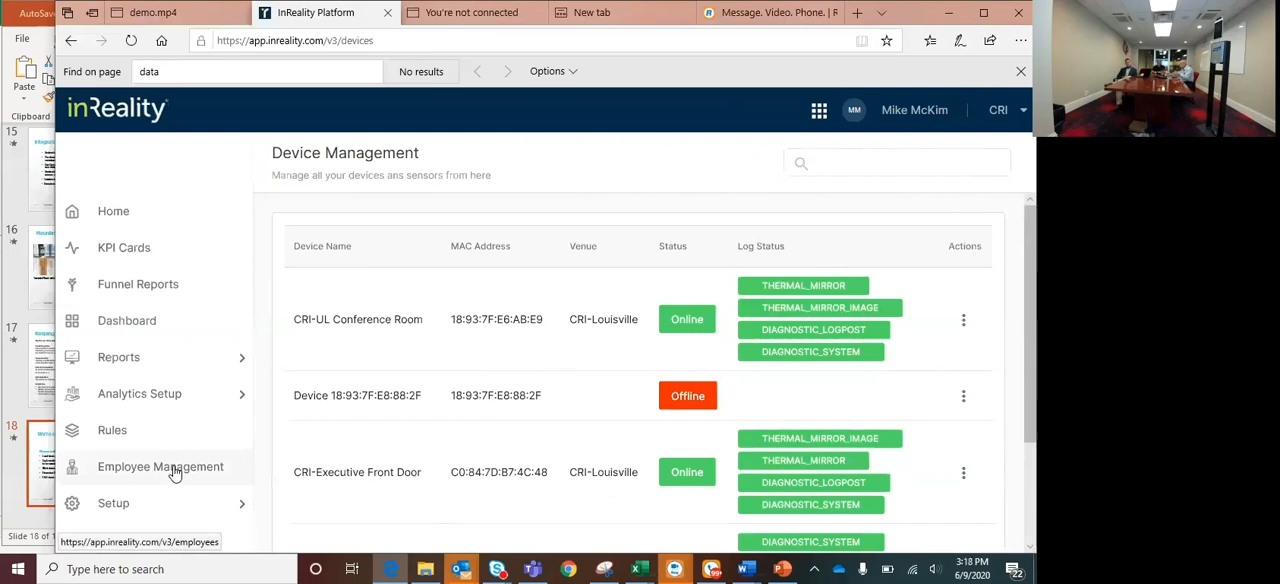 AutoSav
demo.mp4
InReality Platform
You're not connected
New tab
Message. Video. Phone. | R
File
https://app.inreality.com/v3/devices
Find on page
data
No results
Options
Paste
Clipboard
inReality
MM
Mike McKim
CRI
15
16
17
18
Device Management
Manage all your devices ans sensors from here
Home
KPI Cards
Funnel Reports
Dashboard
Reports
Analytics Setup
Rules
Employee Management
Setup
Device Name MAC Address Venue Status Log Status Actions
CRI-UL Conference Room 18:93:7F:E6:AB:E9 CRI-Louisville Online
THERMAL_MIRROR
THERMAL_MIRROR_IMAGE
DIAGNOSTIC_LOGPOST
DIAGNOSTIC_SYSTEM
Device 18:93:7F:E8:88:2F 18:93:7F:E8:88:2F Offline
CRI-Executive Front Door C0:84:7D:B7:4C:48 CRI-Louisville Online
THERMAL_MIRROR_IMAGE
THERMAL_MIRROR
DIAGNOSTIC_LOGPOST
DIAGNOSTIC_SYSTEM
DIAGNOSTIC_SYSTEM
https://app.inreality.com/v3/employees
Slide 18 of 1
Type here to search
99+
3:18 PM
6/9/2020
22